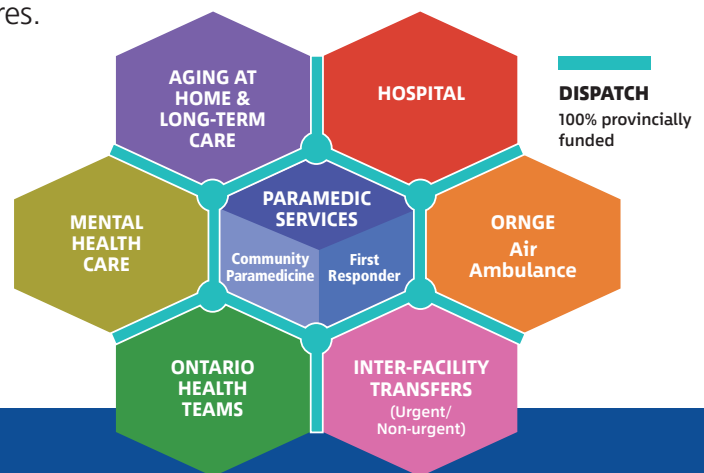 res.
AGING AT
HOME &
LONG-TERM
CARE
HOSPITAL
DISPATCH
100% provincially
funded
MENTAL
HEALTH
CARE
PARAMEDIC
SERVICES
Community
Paramedicine
First
Responder
ORNGE
Air
Ambulance
ONTARIO
HEALTH
TEAMS
INTER-FACILITY
TRANSFERS
(Urgent/
Non-urgent)